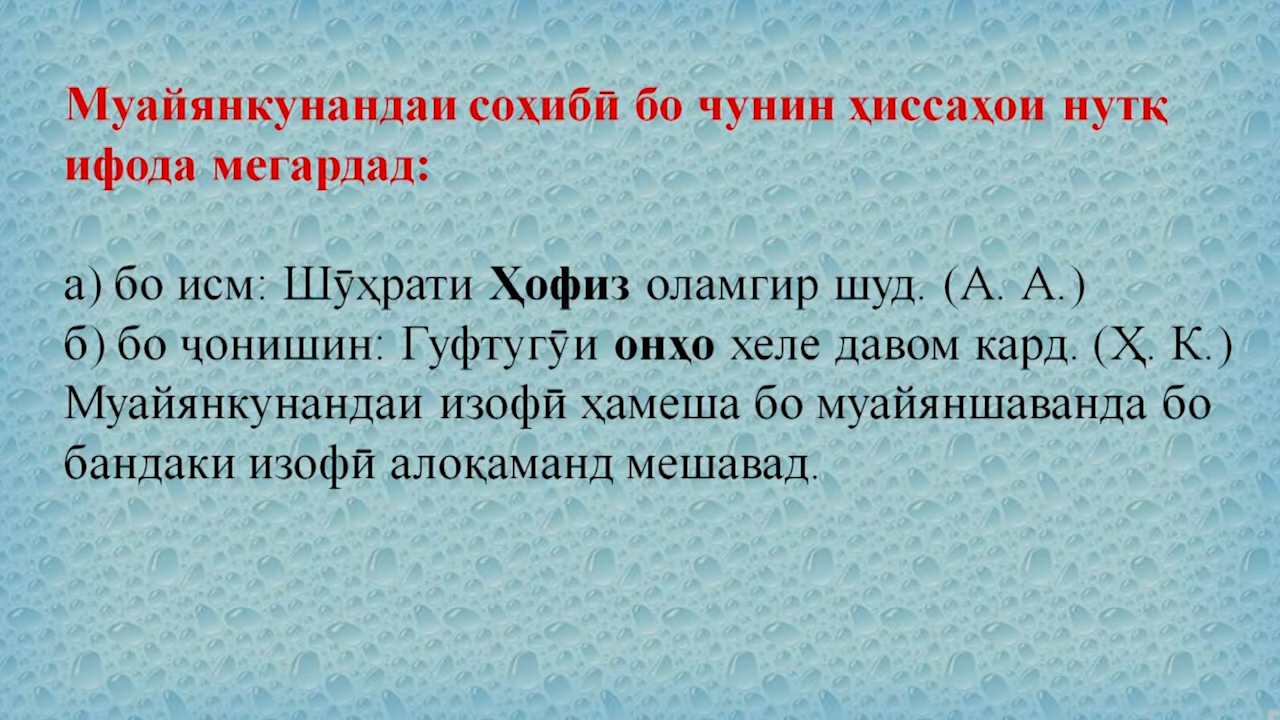 Муайянкунандаи соҳибӣ бо чунин ҳиссаҳои нутқ
ифода мегардад:
а) бо исм: Шӯҳрати Ҳофиз оламгир шуд. (А. А.)
б) бо ҷонишин: Гуфтугӯи онҳо хеле давом кард. (Ҳ. К.)
Муайянкунандаи изофӣ ҳамеша бо муайяншаванда бо
бандаки изофӣ алоқаманд мешавад.